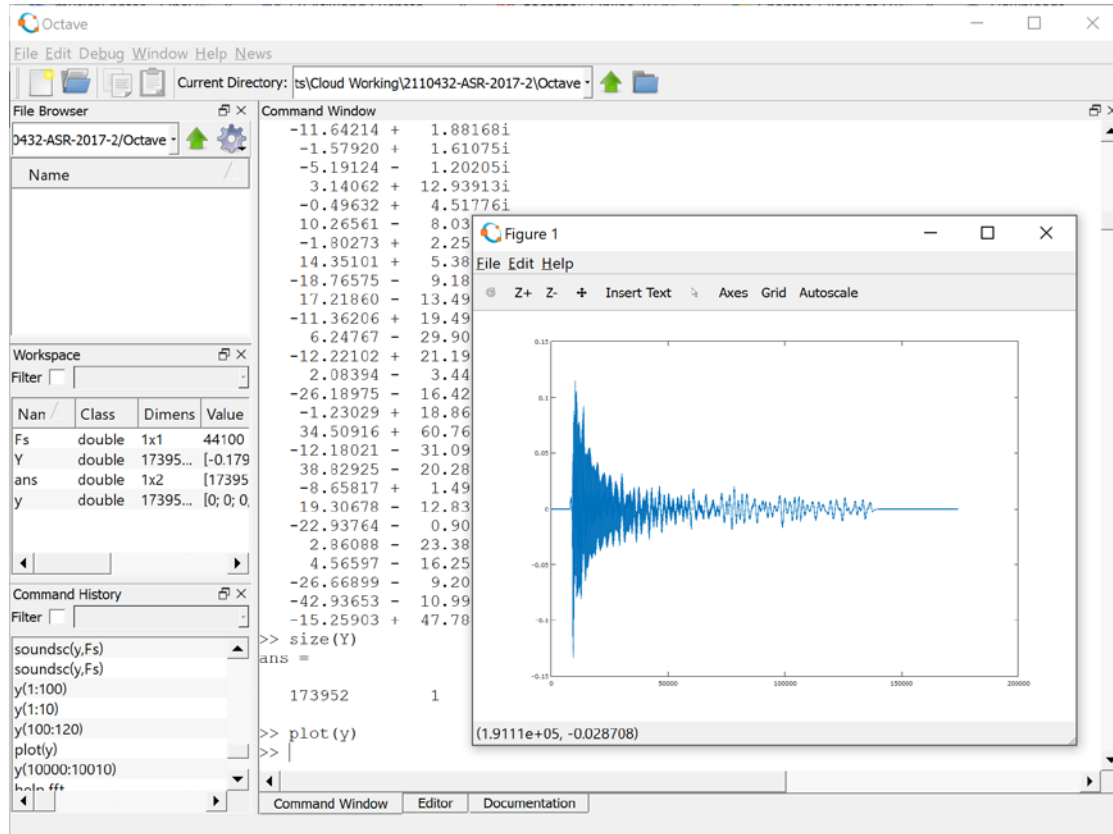 Octave
File Edit Debug Window Help News
Current Directory: ts\Cloud Working\2110432-ASR-2017-2\Octave
File Browser
0432-ASR-2017-2/Octave
Name
Workspace
Filter
Nan Class Dimens Value
Fs double 1x1 44100
Y double 17395... [-0.179
ans double 1x2 [17395
y double 17395... [0; 0; 0,
Command History
Filter
soundsc(y,Fs)
soundsc(y,Fs)
y(1:100)
y(1:10)
y(100:120)
plot(y)
y(10000:10010)
help fft
Command Window
-11.64214 + 1.88168i
-1.57920 + 1.61075i
-5.19124 - 1.20205i
3.14062 + 12.93913i
-0.49632 + 4.51776i
10.26561 - 8.03
-1.80273 + 2.25
14.35101 + 5.38
-18.76575 - 9.18
17.21860 - 13.49
-11.36206 + 19.49
6.24767 - 29.90
-12.22102 + 21.19
2.08394 - 3.44
-26.18975 - 16.42
-1.23029 + 18.86
34.50916 + 60.76
-12.18021 - 31.09
38.82925 - 20.28
-8.65817 + 1.49
19.30678 - 12.83
-22.93764 - 0.90
2.86088 - 23.38
4.56597 - 16.25
-26.66899 - 9.20
-42.93653 - 10.99
-15.25903 + 47.78
>> size(Y)
ans =
173952 1
>> plot(y)
>>
Command Window Editor Documentation
Figure 1
File Edit Help
Z+ Z- Insert Text Axes Grid Autoscale
0.15
0.1
0.05
0
-0.05
-0.1
-0.15
0 50000 100000 150000 200000
(1.9111e+05, -0.028708)